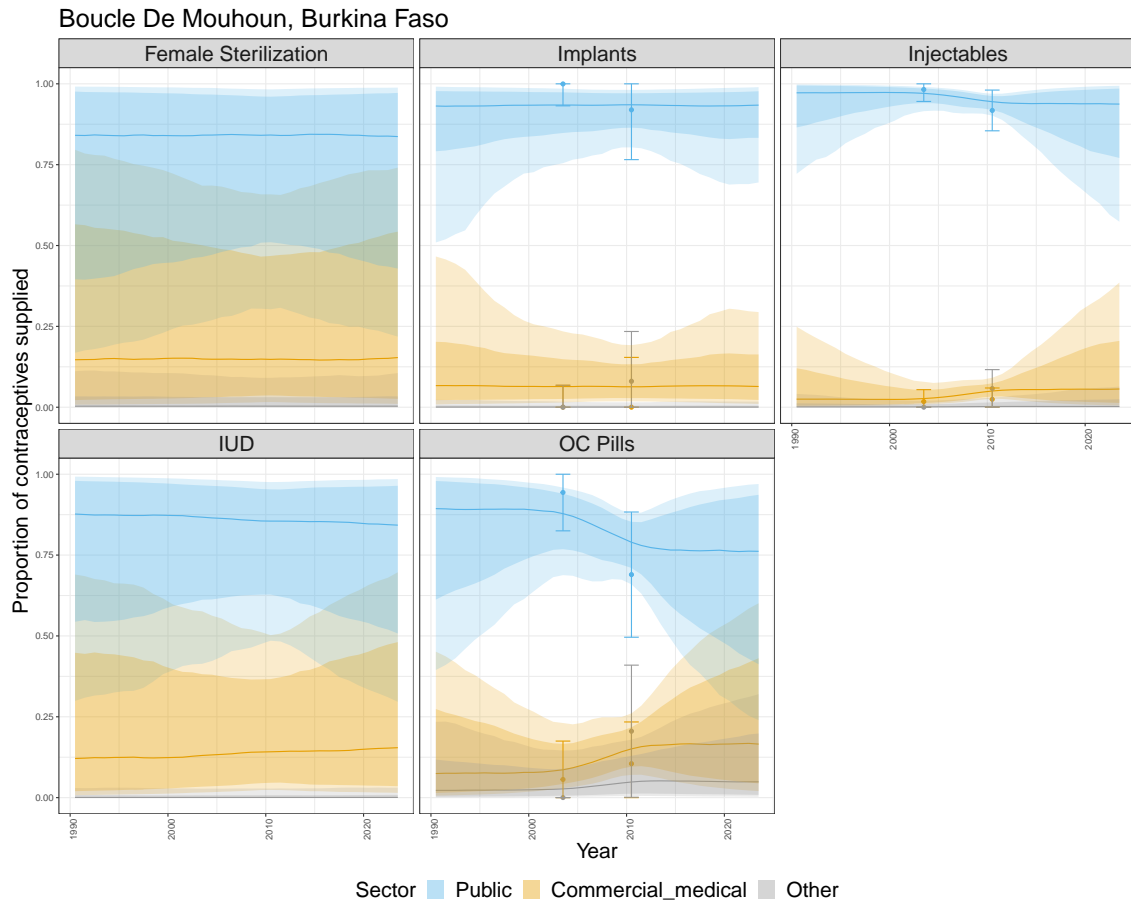 Boucle De Mouhoun, Burkina Faso
Female Sterilization
Implants
Injectables
1.00
0.75
0.50
0.25
0.00
1990
2000
2010
2020
IUD
OC Pills
1.00
0.75
0.50
0.25
0.00
1990
2000
2010
2020
1990
2000
2010
2020
Proportion of contraceptives supplied
Year
Sector
Public
Commercial_medical
Other